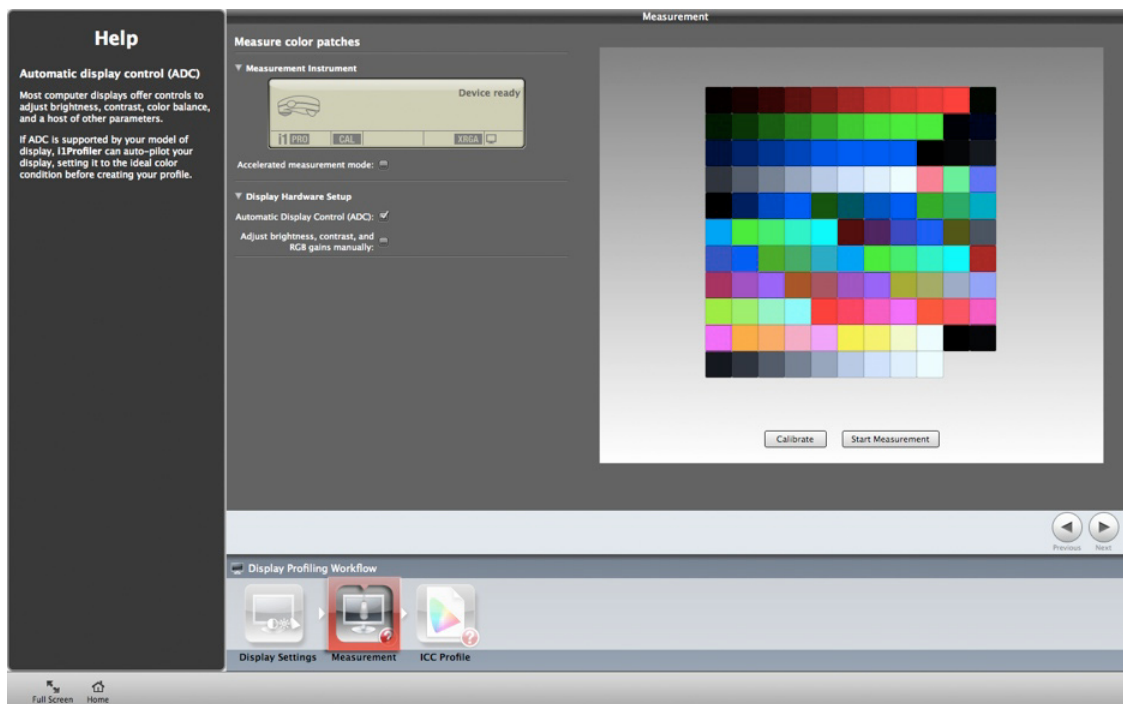 Measurement
Help
Automatic display control (ADC)
Most computer displays offer controls to
adjust brightness, contrast, color balance,
and a host of other parameters.
If ADC is supported by your model of
display, i1Profiler can auto-pilot your
display, setting it to the ideal color
condition before creating your profile.
Measure color patches
Measurement Instrument
Device ready
i1 PRO CAL XRGA
Accelerated measurement mode:
Display Hardware Setup
Automatic Display Control (ADC):
Adjust brightness, contrast, and
RGB gains manually:
Calibrate Start Measurement
Previous Next
Display Profiling Workflow
? ?
Display Settings Measurement ICC Profile
Full Screen Home